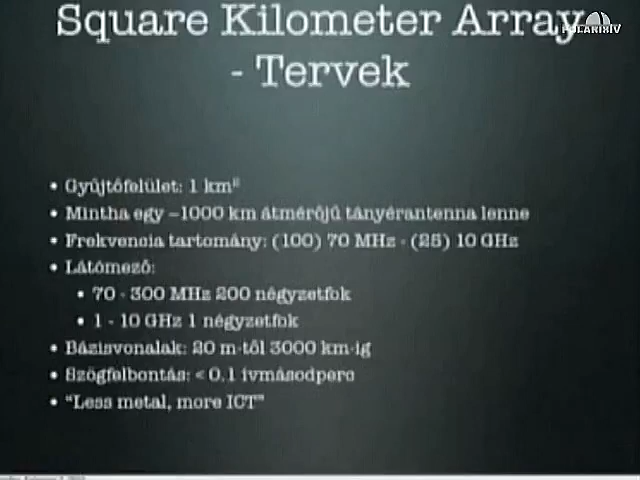 Square Kilometer Array
- Tervek
POLARIXIV
• Gyűjtőfelület: 1 km²
• Mintha egy ~1000 km átmérőjű tányérantenna lenne
• Frekvencia tartomány: (100) 70 MHz - (25) 10 GHz
• Látómező:
• 70 - 300 MHz 200 négyzetfok
• 1 - 10 GHz 1 négyzetfok
• Bázisvonalak: 20 m-től 3000 km-ig
• Szögfelbontás: < 0.1 ívmásodperc
• "Less metal, more ICT"